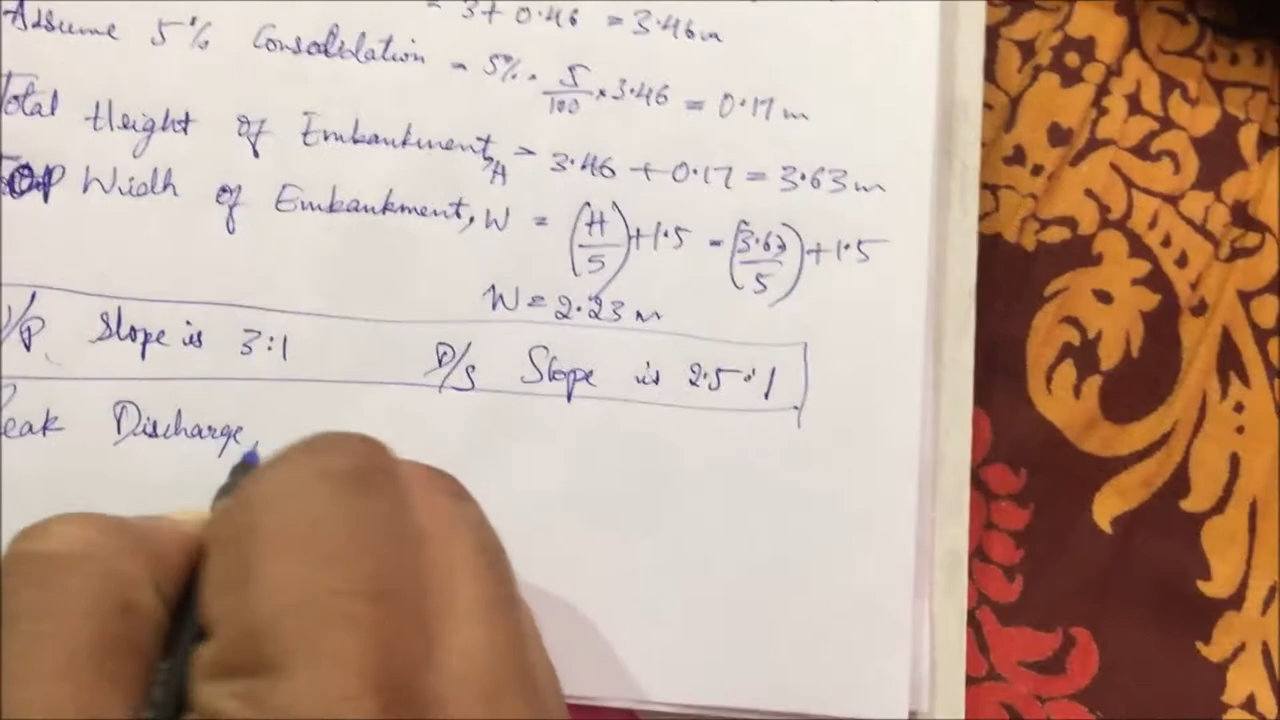 = 3 + 0.46 = 3.46m
Assume 5% Consolidation = 5% = 5/100 × 3.46 = 0.17m
Total Height of Embankment, H = 3.46 + 0.17 = 3.63m
Top Width of Embankment, W = (H/5) + 1.5 = (3.63/5) + 1.5
W = 2.23 m
Slope is 3:1 D/S Slope is 2.5:1
Peak Discharge,